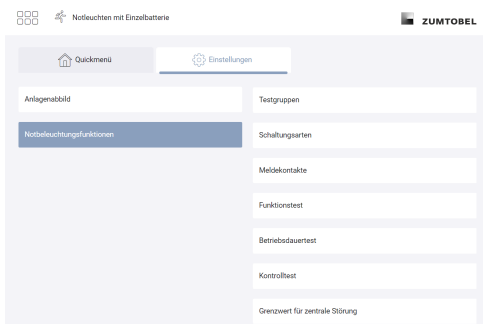 Notleuchten mit Einzelbatterie
ZUMTOBEL
Quickmenü
Einstellungen
Anlagenabbild
Notbeleuchtungsfunktionen
Testgruppen
Schaltungsarten
Meldekontakte
Funktionstest
Betriebsdauertest
Kontrolltest
Grenzwert für zentrale Störung